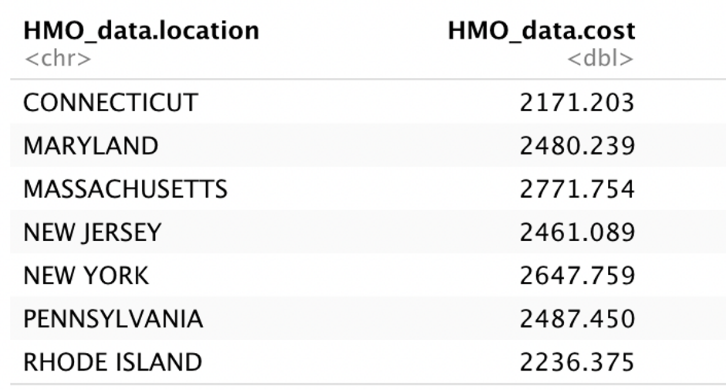 HMO_data.location HMO_data.cost
<chr> <dbl>
CONNECTICUT 2171.203
MARYLAND 2480.239
MASSACHUSETTS 2771.754
NEW JERSEY 2461.089
NEW YORK 2647.759
PENNSYLVANIA 2487.450
RHODE ISLAND 2236.375